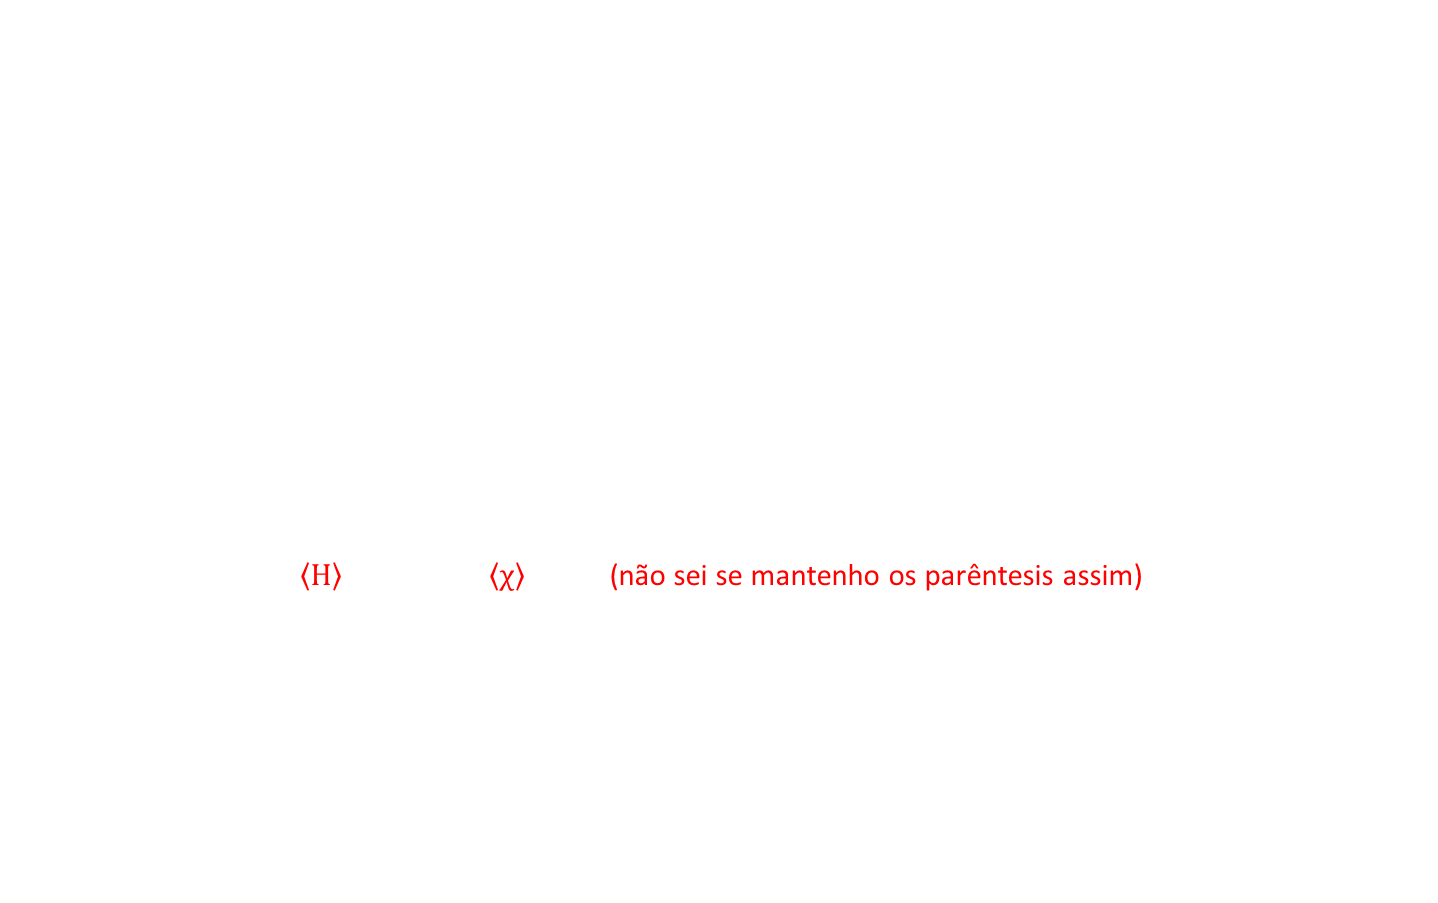 ⟨H⟩ ⟨χ⟩ (não sei se mantenho os parêntesis assim)